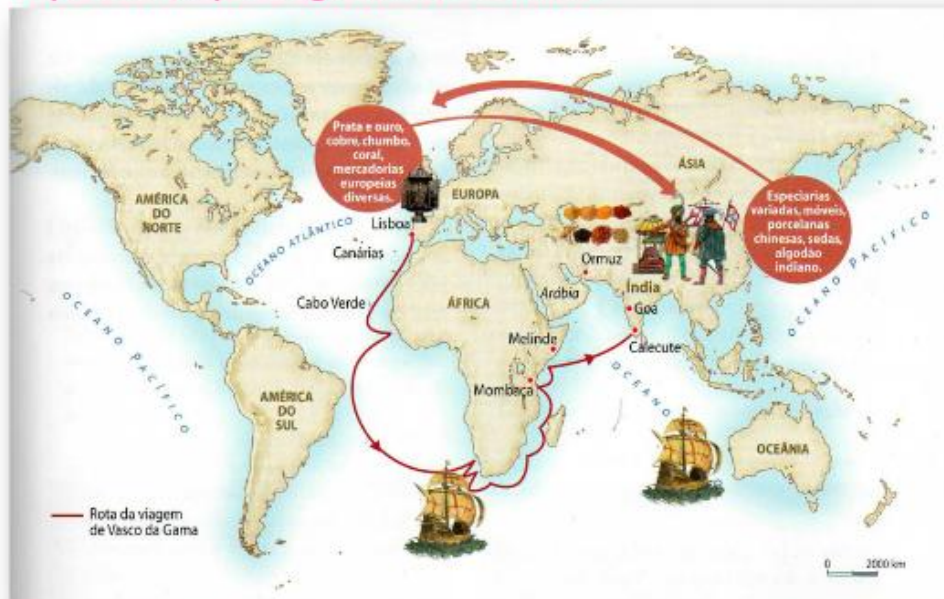 Prata e ouro,
cobre, chumbo,
coral,
mercadorias
europeias
diversas.
ÁSIA
EUROPA
AMÉRICA
DO
NORTE
Especiarias
variadas, móveis,
porcelanas
chinesas, sedas,
algodão
indiano.
Lisboa
OCEANO ATLÂNTICO
Canárias
Ormuz
OCEANO PACÍFICO
Índia
Arábia
Cabo Verde
ÁFRICA
Goa
OCEANO PACÍFICO
Melinde
Calecute
Mombaça
OCEANO
AMÉRICA
DO
SUL
OCEÂNIA
Rota da viagem
de Vasco da Gama
0 2000 km